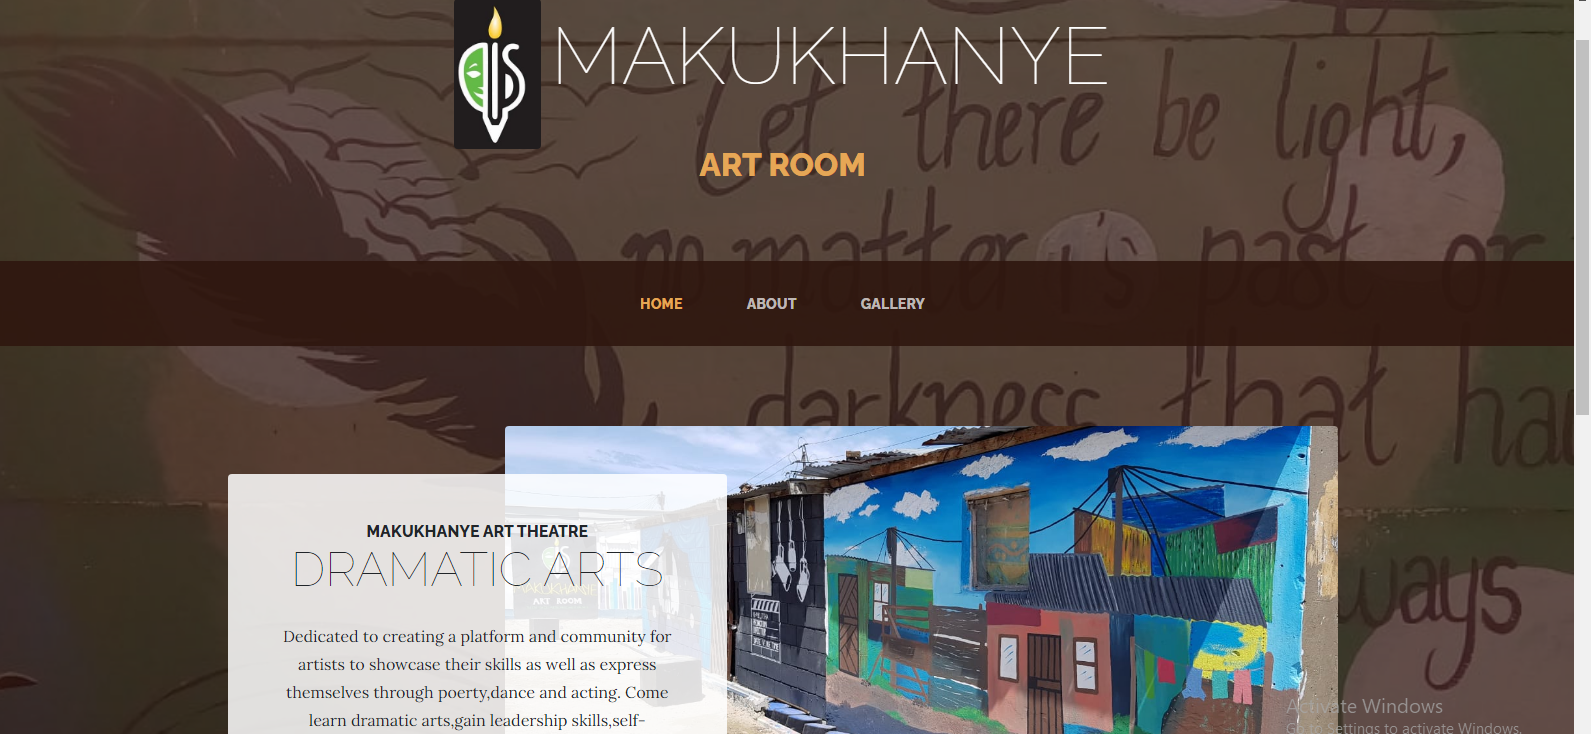 MAKUKHANYE
Let there be light,
ART ROOM
no matter i's past or
HOME ABOUT GALLERY
darkness that ha
MAKUKHANYE ART THEATRE
DRAMATIC ARTS
ART ROOM
ways
Dedicated to creating a platform and community for
artists to showcase their skills as well as express
themselves through poerty,dance and acting. Come
learn dramatic arts,gain leadership skills,self-
Activate Windows
Go to Settings to activate Windows.